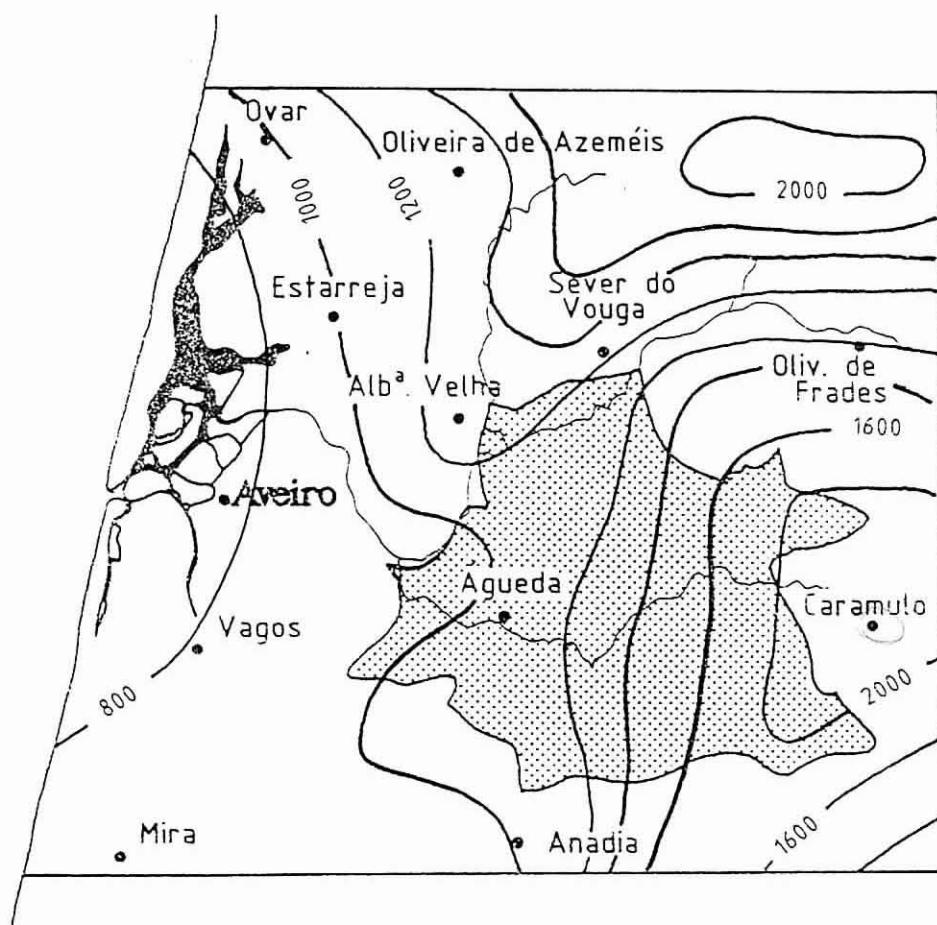 Ovar
Oliveira de Azeméis
2000
1000
1200
Estarreja
Sever do
Vouga
Albª. Velha
Oliv. de
Frades
1600
Aveiro
Águeda
Caramulo
Vagos
800
2000
Mira
Anadia
1600